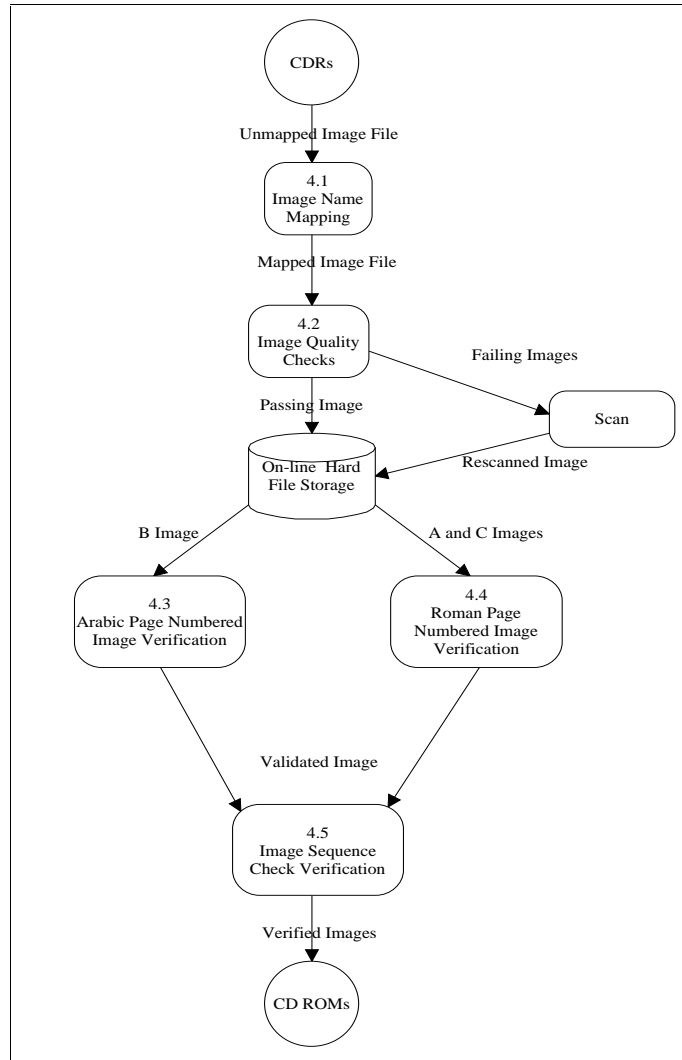 CDRs
Unmapped Image File
4.1
Image Name
Mapping
Mapped Image File
4.2
Image Quality
Checks
Failing Images
Passing Image
Scan
On-line Hard
File Storage
Rescanned Image
B Image
A and C Images
4.3
Arabic Page Numbered
Image Verification
4.4
Roman Page
Numbered Image
Verification
Validated Image
4.5
Image Sequence
Check Verification
Verified Images
CD ROMs